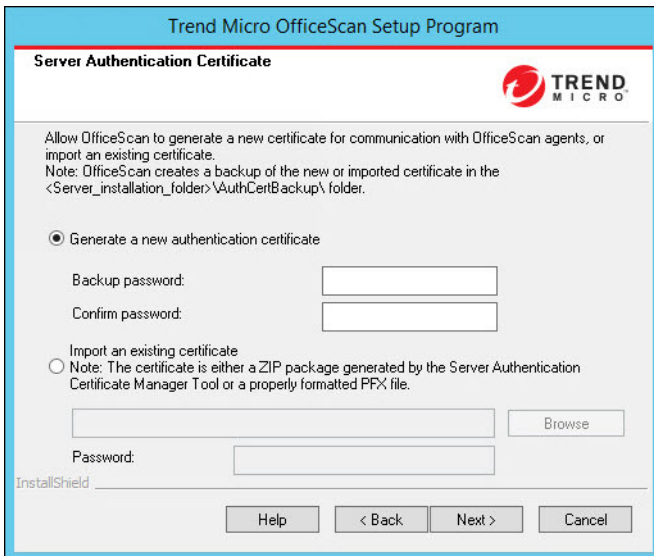 Trend Micro OfficeScan Setup Program
Server Authentication Certificate
TREND
MICRO
Allow OfficeScan to generate a new certificate for communication with OfficeScan agents, or
import an existing certificate.
Note: OfficeScan creates a backup of the new or imported certificate in the
<Server_installation_folder>\AuthCertBackup\ folder.
Generate a new authentication certificate
Backup password:
Confirm password:
Import an existing certificate
Note: The certificate is either a ZIP package generated by the Server Authentication
Certificate Manager Tool or a properly formatted PFX file.
Browse
Password:
InstallShield
Help
< Back
Next >
Cancel